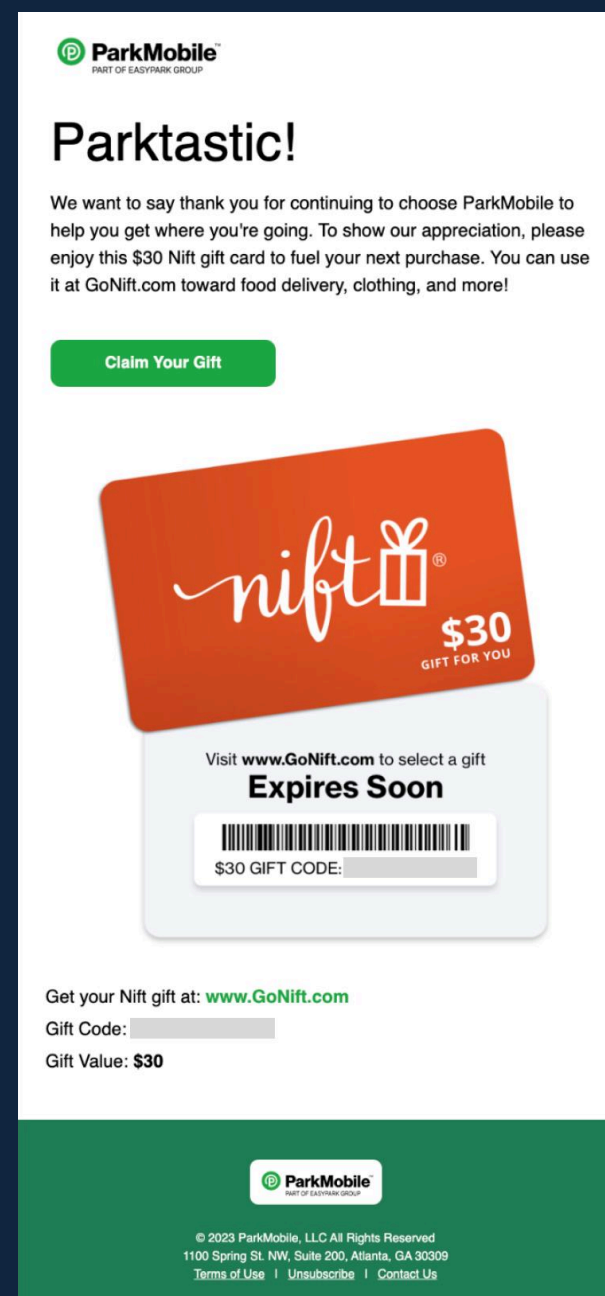 ParkMobile™
PART OF EASYPARK GROUP
Parktastic!
We want to say thank you for continuing to choose ParkMobile to
help you get where you're going. To show our appreciation, please
enjoy this $30 Nift gift card to fuel your next purchase. You can use
it at GoNift.com toward food delivery, clothing, and more!
Claim Your Gift
nift®
$30
GIFT FOR YOU
Visit www.GoNift.com to select a gift
Expires Soon
$30 GIFT CODE:
Get your Nift gift at: www.GoNift.com
Gift Code:
Gift Value: $30
ParkMobile™
PART OF EASYPARK GROUP
© 2023 ParkMobile, LLC All Rights Reserved
1100 Spring St. NW, Suite 200, Atlanta, GA 30309
Terms of Use | Unsubscribe | Contact Us